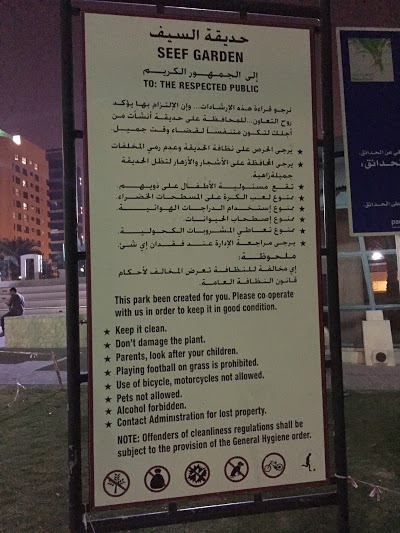 حديقة السيف
SEEF GARDEN
إلى الجمهور الكريم
TO: THE RESPECTED PUBLIC
نرجو قراءة هذه الإرشادات... وإن الإلتزام بها يؤكد
روح التعاون.. للمحافظة على حديقة أنشأت من
أجلك لتكون متنفساً لقضاء وقت جميل.
★ يرجى الحرص على نظافة الحديقة وعدم رمي المخلفات
★ يرجى المحافظة على الأشجار والأزهار لتظل الحديقة
جميلة زاهية.
★ تقع مسئولية الأطفال على ذويهم.
★ ممنوع لعب الكرة على المسطحات الخضراء.
★ ممنوع إستخدام الدراجات الهوائية.
★ ممنوع إصطحاب الحيوانات.
★ ممنوع تعاطي المشروبات الكحولية.
★ يرجى مراجعة الإدارة عند فقدان إي شئ.
ملحوظة:
إي مخالفة للنظافة تعرض المخالف لأحكام
قانون النظافة العامة.
This park been created for you. Please co-operate
with us in order to keep it in good condition.
★ Keep it clean.
★ Don't damage the plant.
★ Parents, look after your children.
★ Playing football on grass is prohibited.
★ Use of bicycle, motorcycles not allowed.
★ Pets not allowed.
★ Alcohol forbidden.
★ Contact Administration for lost property.
NOTE: Offenders of cleanliness regulations shall be
subject to the provision of the General Hygiene order.